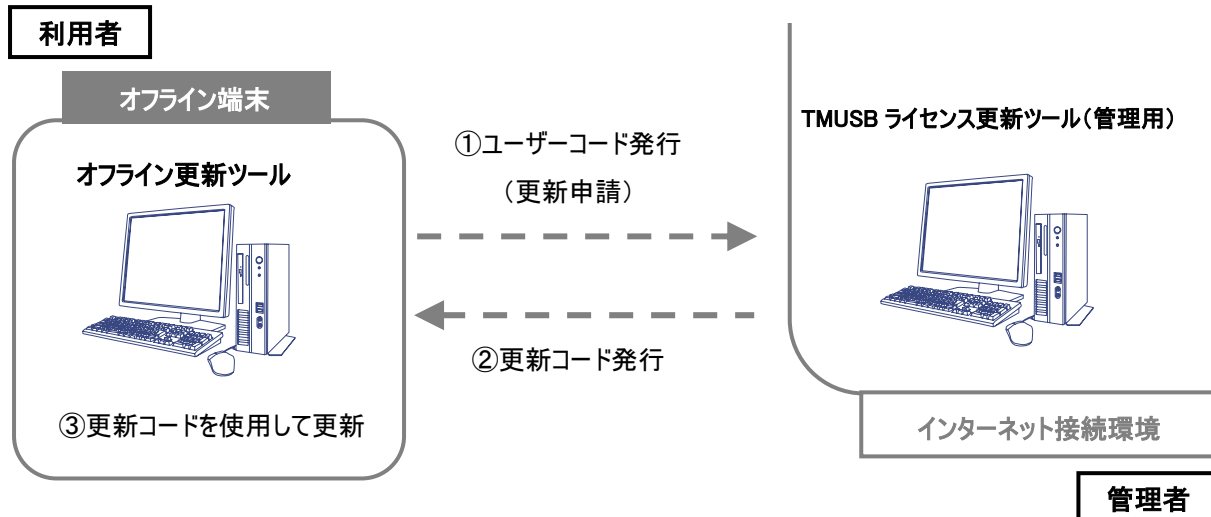 利用者
オフライン端末
オフライン更新ツール
①ユーザーコード発行
（更新申請）
②更新コード発行
③更新コードを使用して更新
TMUSB ライセンス更新ツール（管理用）
インターネット接続環境
管理者